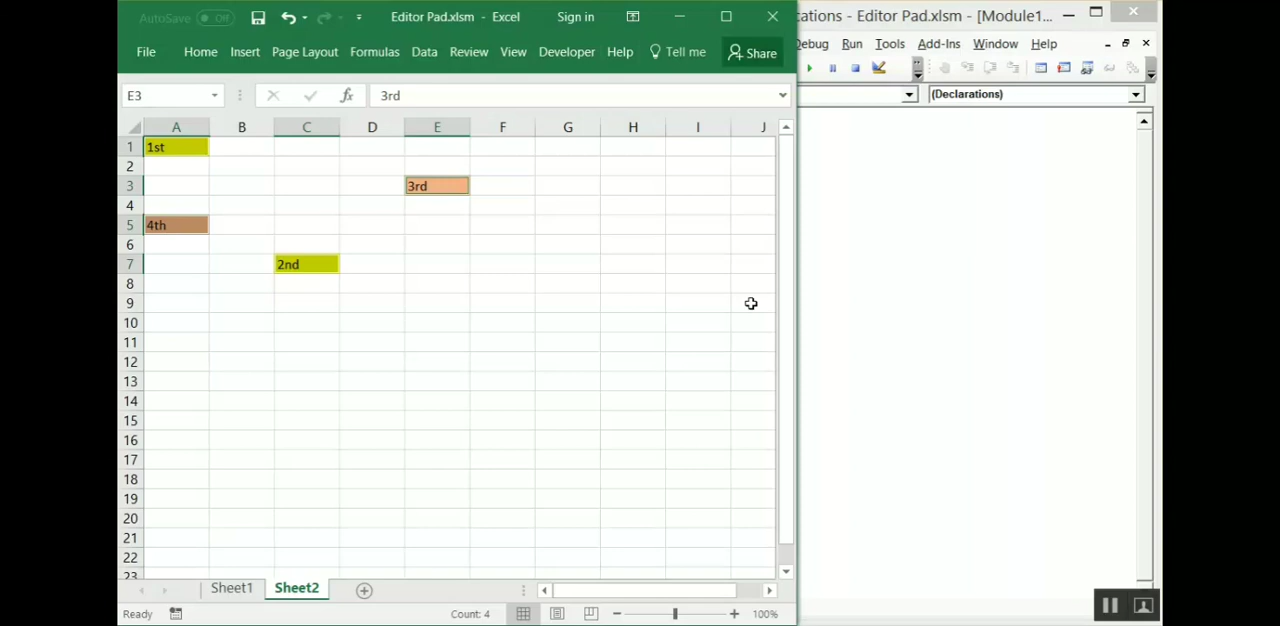 AutoSave Off Editor Pad.xlsm - Excel Sign in
File Home Insert Page Layout Formulas Data Review View Developer Help Tell me Share
E3 fx 3rd
A B C D E F G H I J
1 1st
2
3 3rd
4
5 4th
6
7 2nd
8
9
10
11
12
13
14
15
16
17
18
19
20
21
22
23
Sheet1 Sheet2
Ready Count: 4 100%
cations - Editor Pad.xlsm - [Module1...
Debug Run Tools Add-Ins Window Help
(Declarations)